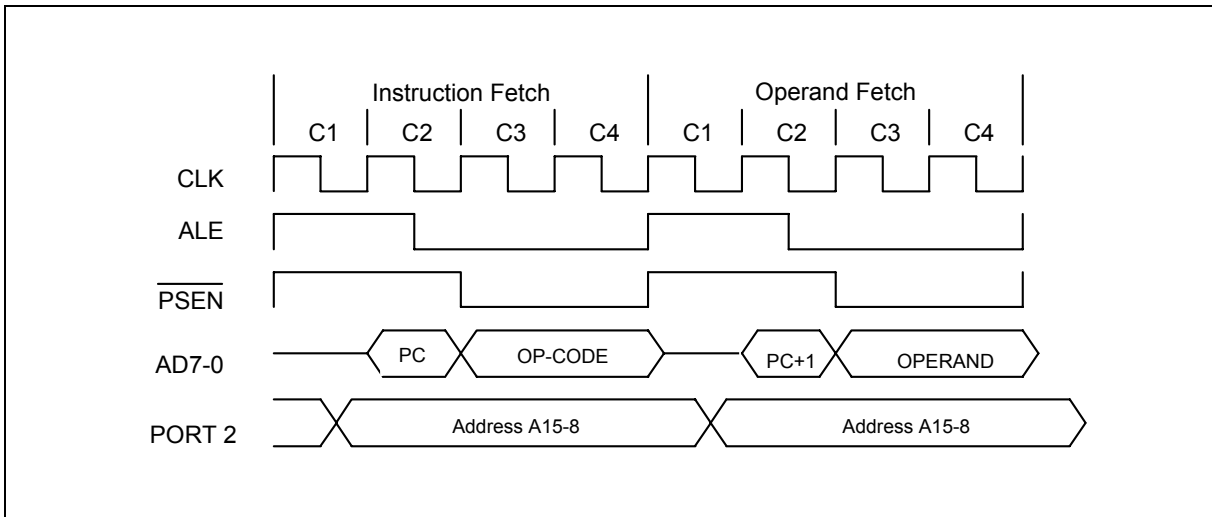 Instruction Fetch Operand Fetch
C1 C2 C3 C4 C1 C2 C3 C4
CLK
ALE
PSEN
AD7-0 PC OP-CODE PC+1 OPERAND
PORT 2 Address A15-8 Address A15-8